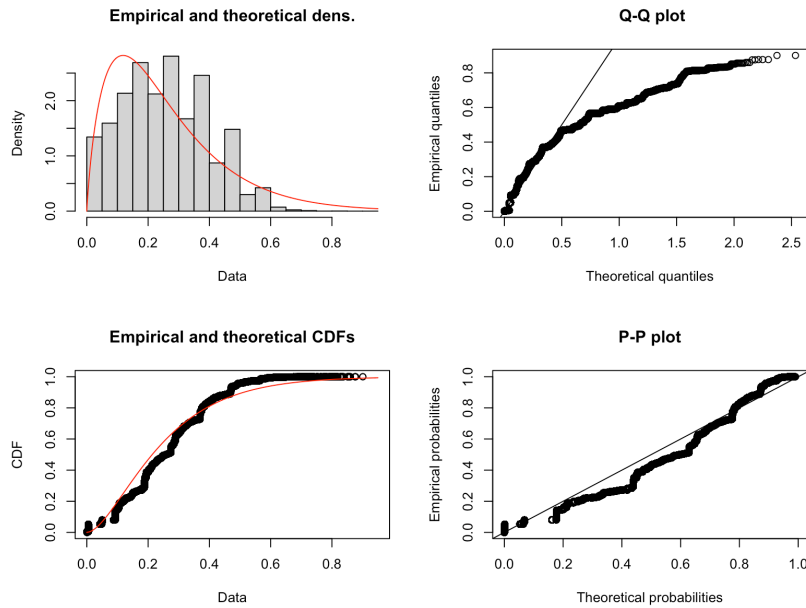 Empirical and theoretical dens.
Density
0.0 1.0 2.0
0.0 0.2 0.4 0.6 0.8
Data
Q-Q plot
Empirical quantiles
0.0 0.2 0.4 0.6 0.8
0.0 0.5 1.0 1.5 2.0 2.5
Theoretical quantiles
Empirical and theoretical CDFs
CDF
0.0 0.2 0.4 0.6 0.8 1.0
0.0 0.2 0.4 0.6 0.8
Data
P-P plot
Empirical probabilities
0.0 0.2 0.4 0.6 0.8 1.0
0.0 0.2 0.4 0.6 0.8 1.0
Theoretical probabilities